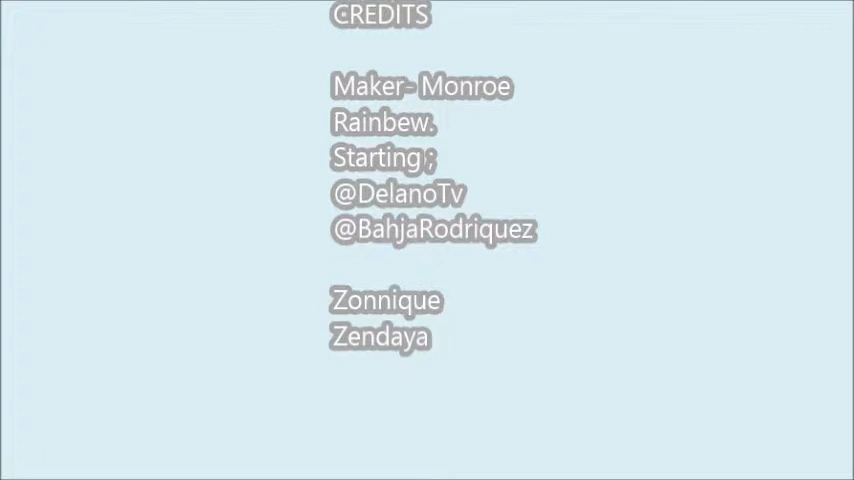 CREDITS
Maker- Monroe
Rainbew.
Starting ;
@DelanoTv
@BahjaRodriquez
Zonnique
Zendaya